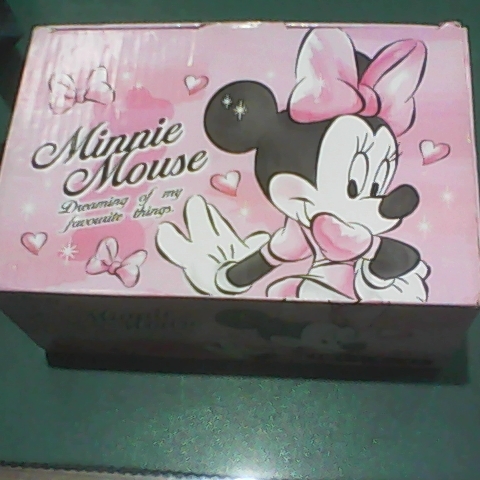 Minnie
Mouse
Dreaming of my
favourite things.